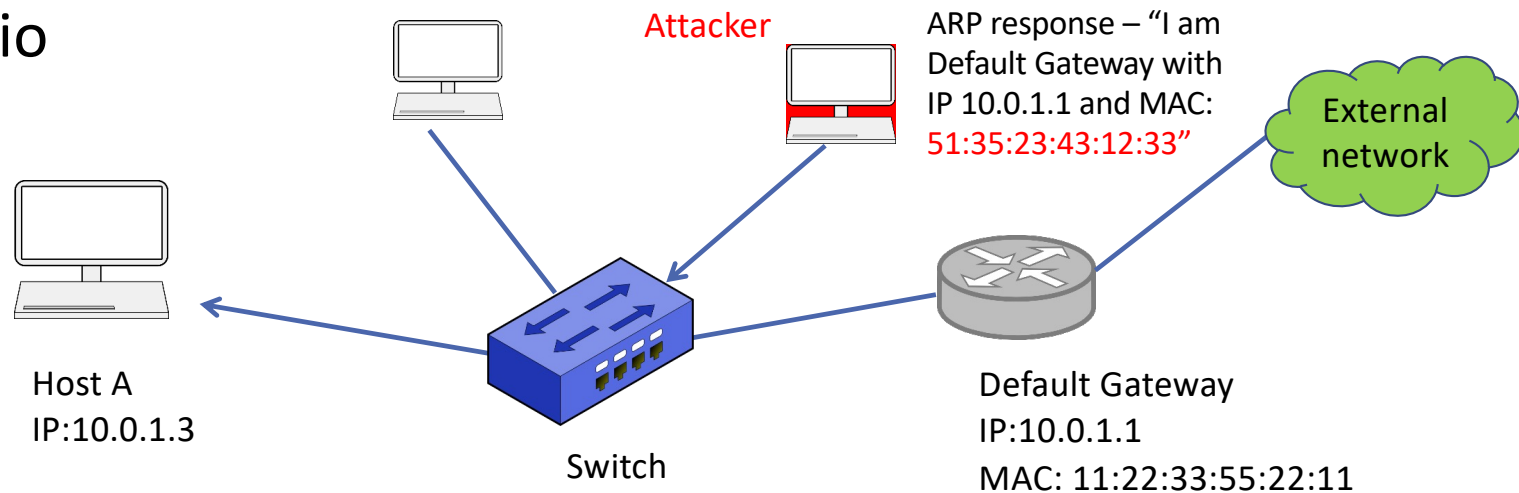 io
Attacker
ARP response – “I am
Default Gateway with
IP 10.0.1.1 and MAC:
51:35:23:43:12:33”
External
network
Host A
IP:10.0.1.3
Switch
Default Gateway
IP:10.0.1.1
MAC: 11:22:33:55:22:11